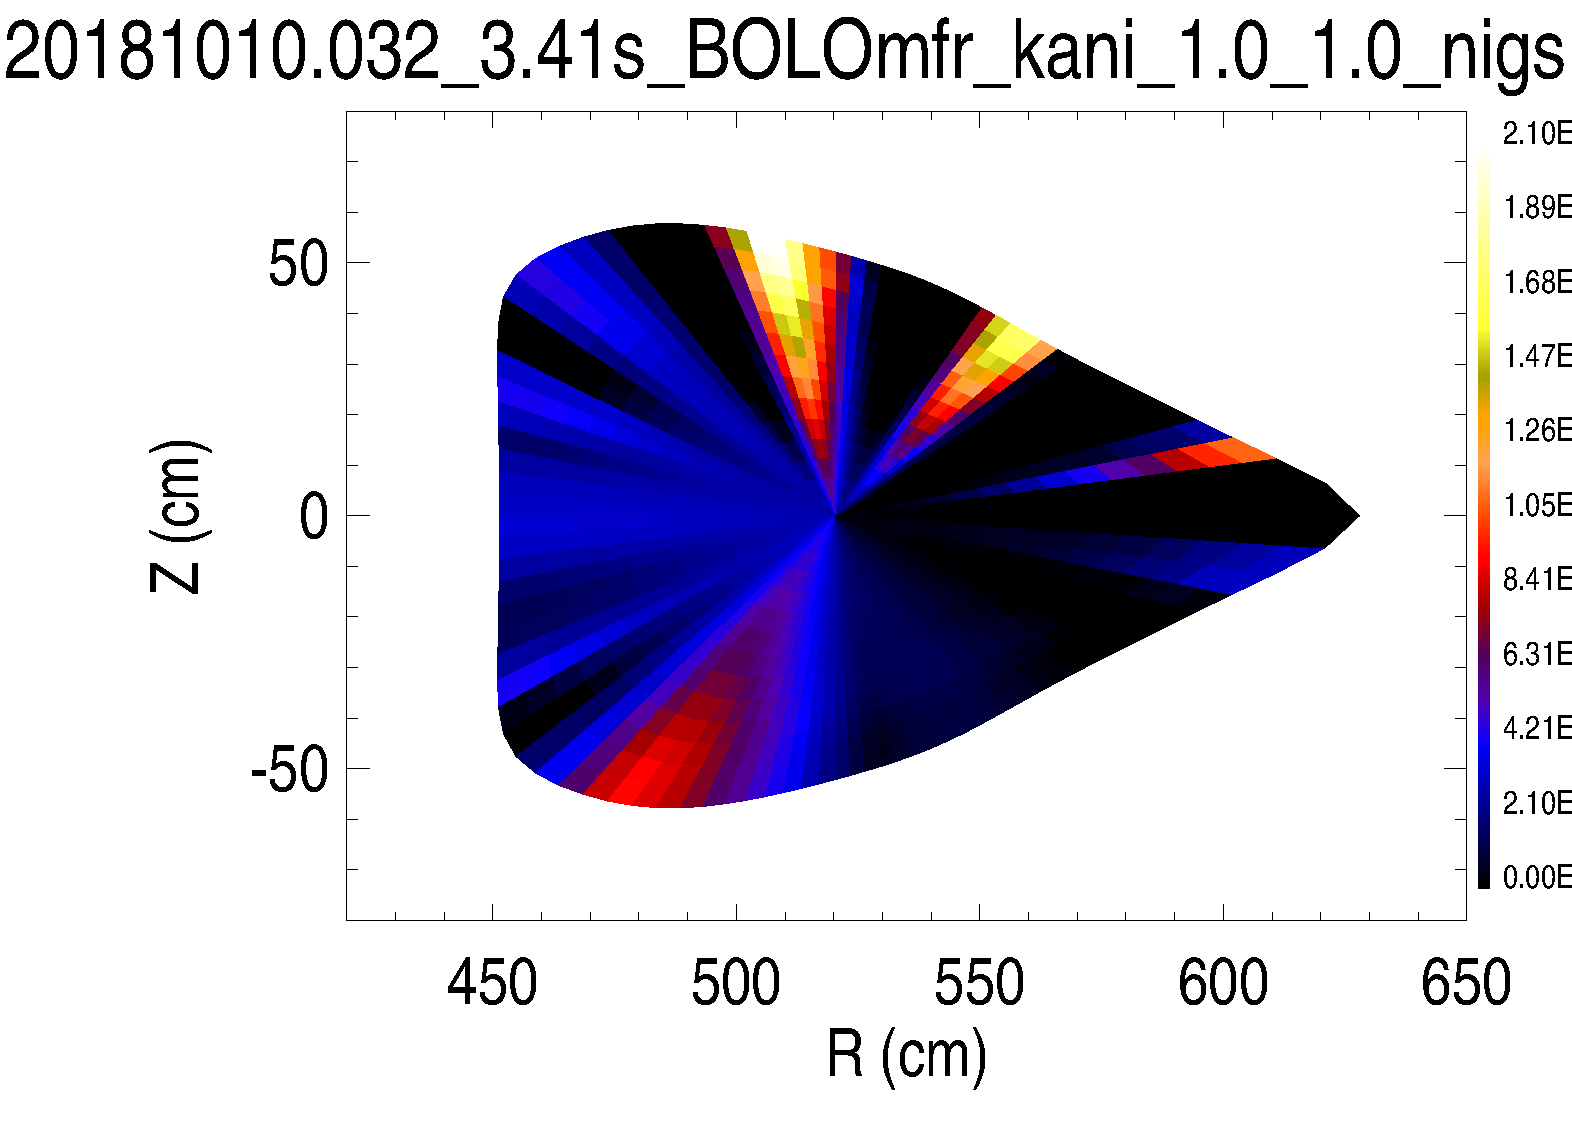 20181010.032_3.41s_BOLOmfr_kani_1.0_1.0_nigs
2.10E
1.89E
1.68E
1.47E
1.26E
1.05E
8.41E
6.31E
4.21E
2.10E
0.00E
50
0
-50
Z (cm)
450 500 550 600 650
R (cm)